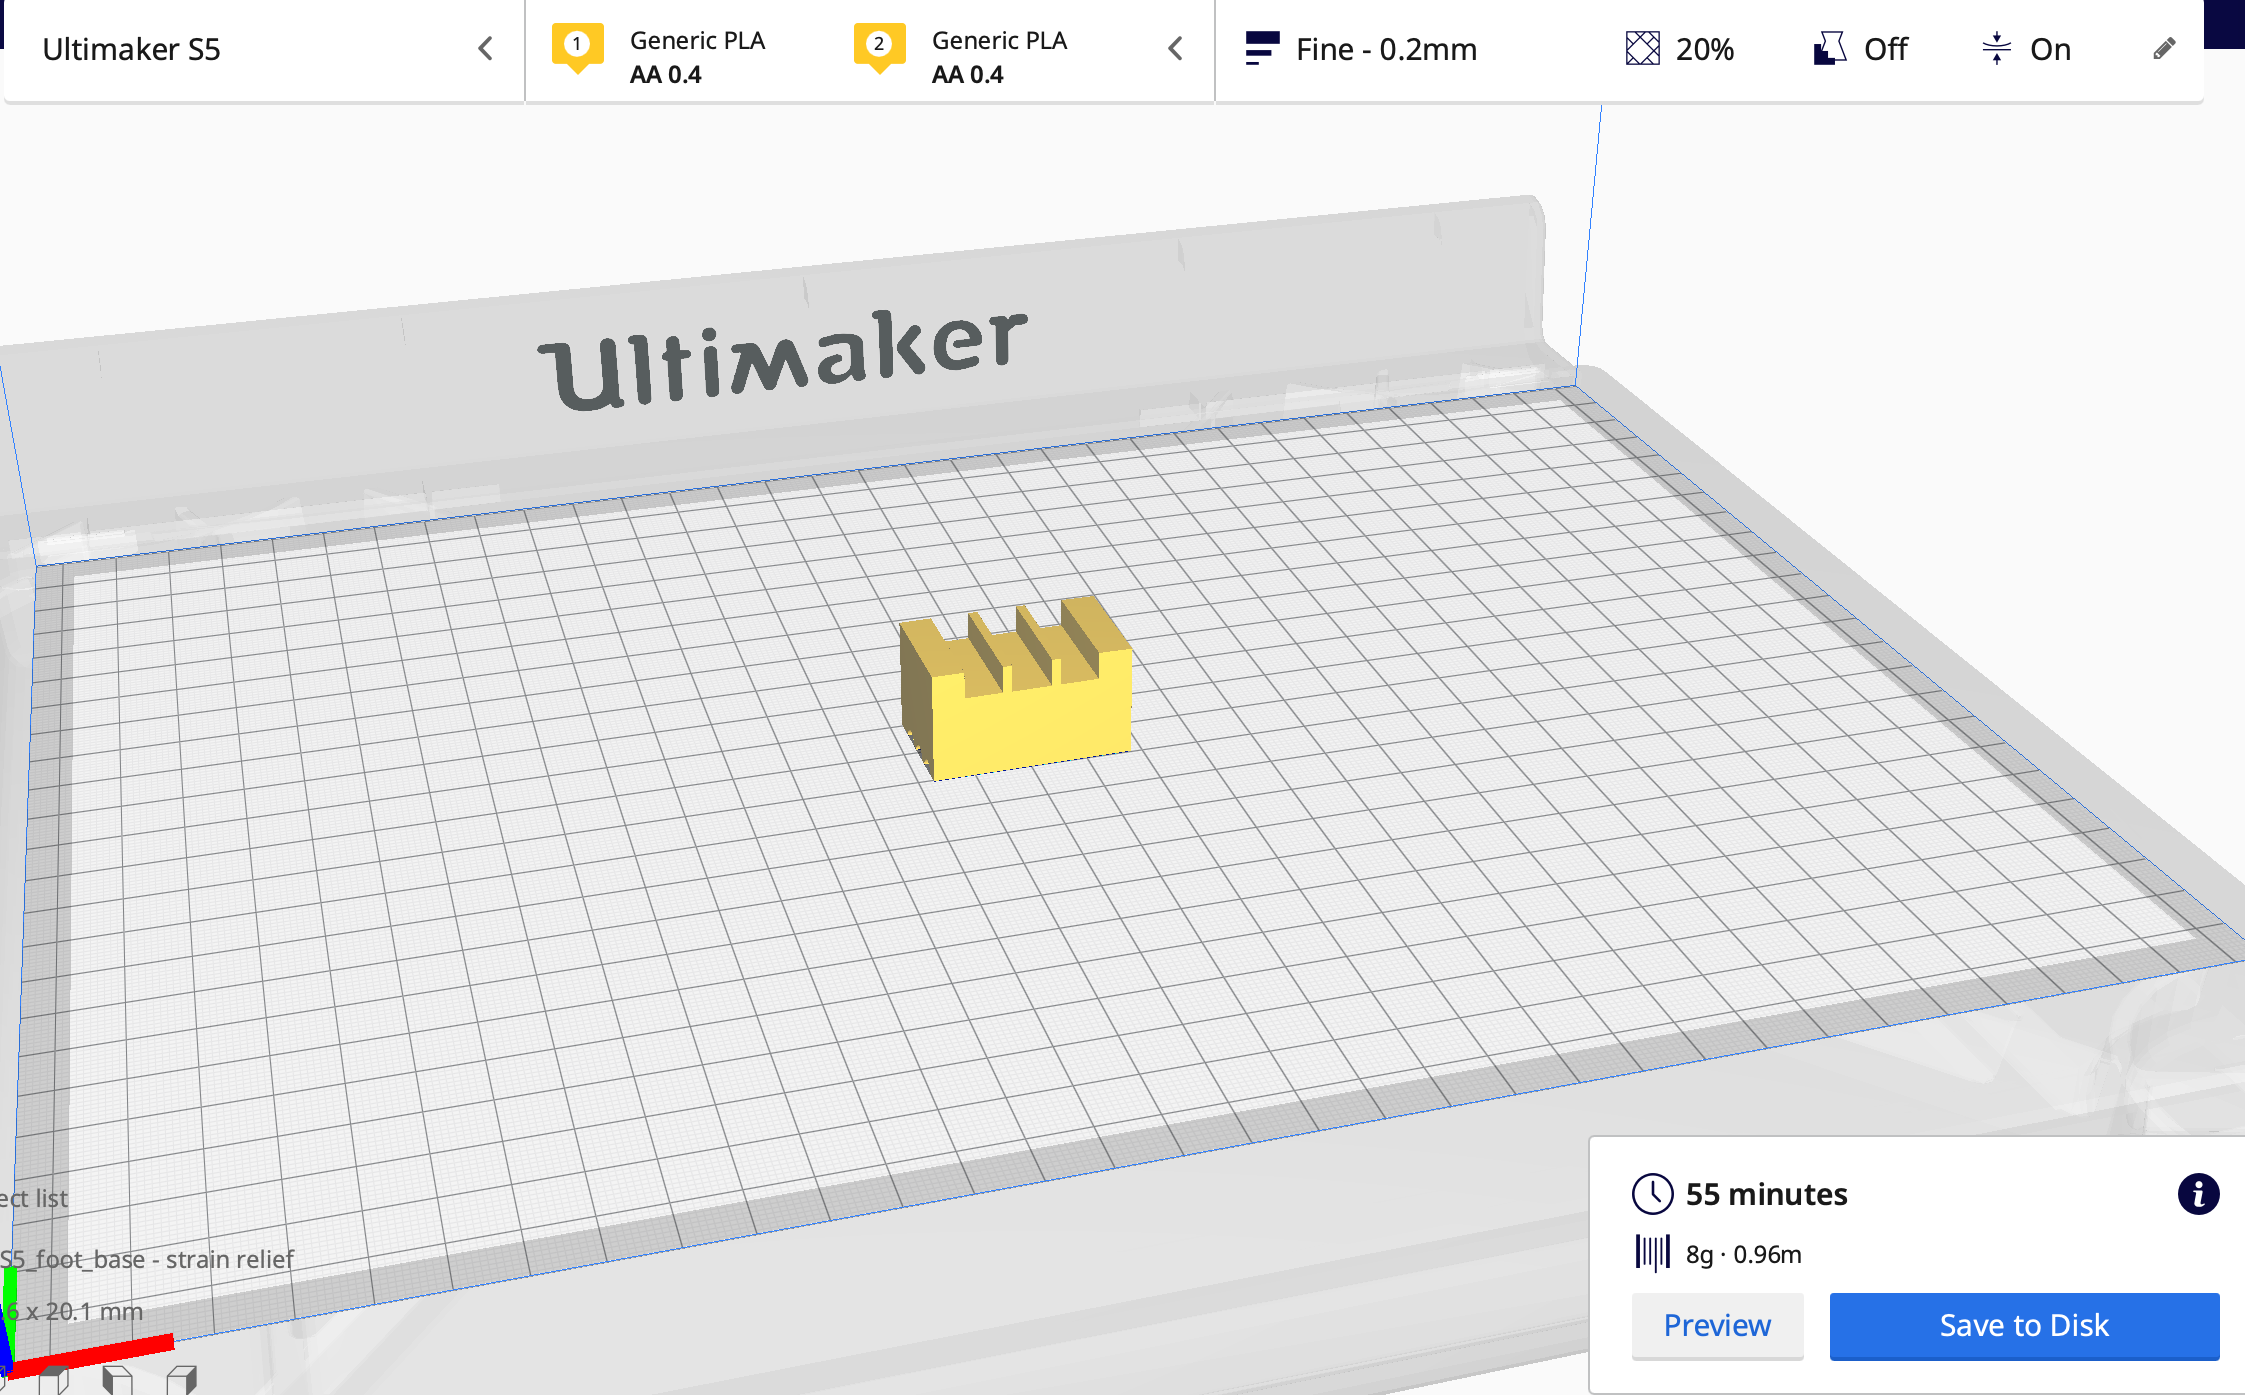 Ultimaker S5
1
Generic PLA
AA 0.4
2
Generic PLA
AA 0.4
Fine - 0.2mm
20%
Off
On
Ultimaker
ect list
S5_foot_base - strain relief
6 x 20.1 mm
55 minutes
8g · 0.96m
Preview
Save to Disk